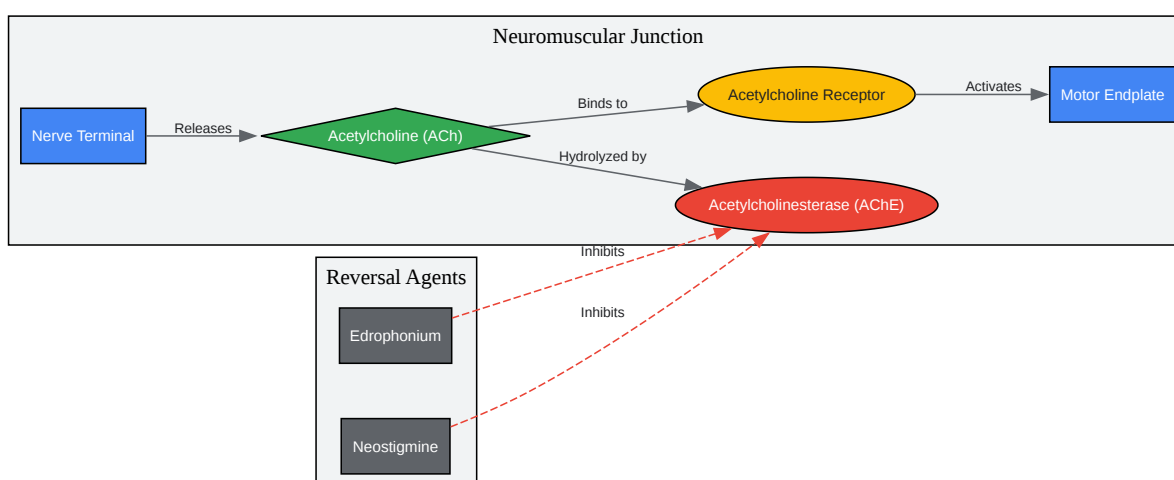 Neuromuscular Junction
Nerve Terminal
Releases
Acetylcholine (ACh)
Binds to
Acetylcholine Receptor
Activates
Motor Endplate
Hydrolyzed by
Acetylcholinesterase (AChE)
Inhibits
Reversal Agents
Edrophonium
Inhibits
Neostigmine